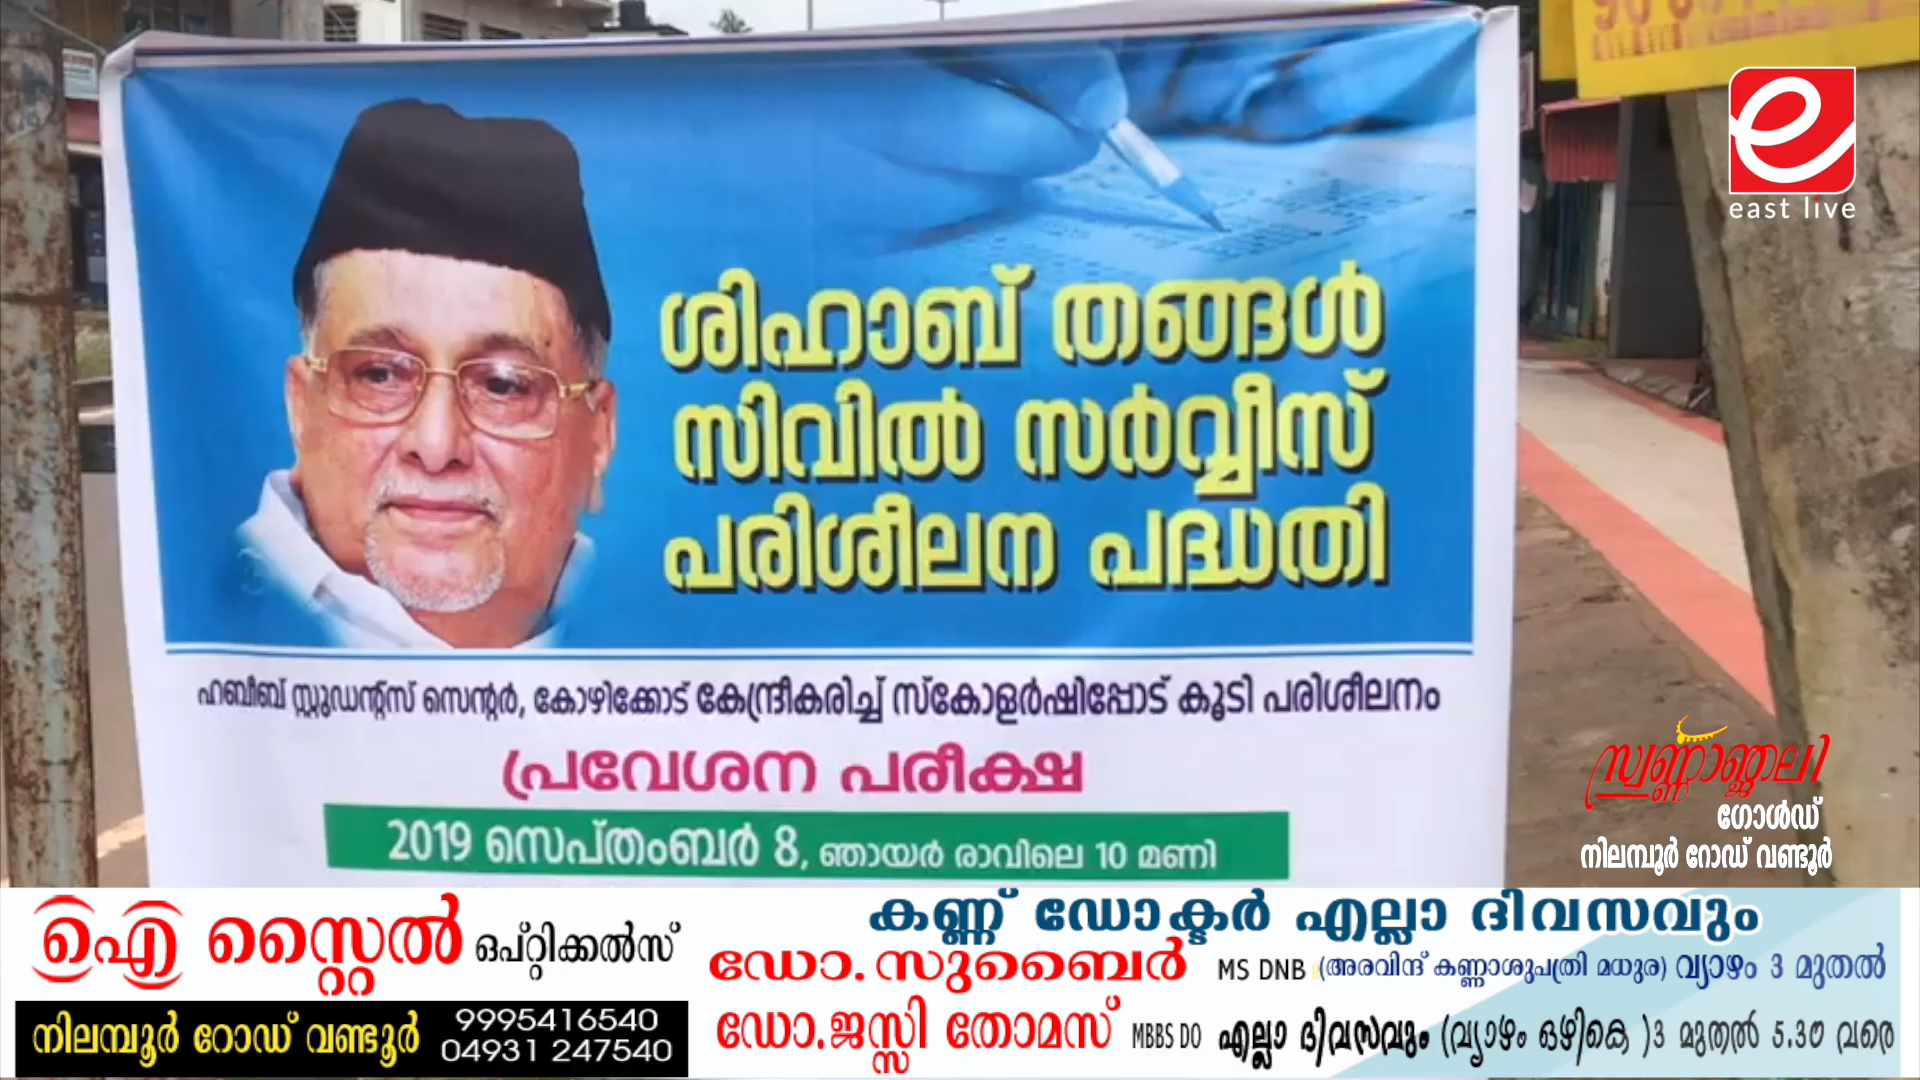 east live
ശിഹാബ് തങ്ങൾ
സിവിൽ സർവ്വീസ്
പരിശീലന പദ്ധതി
ഹബീബ് സ്റ്റുഡന്റ്സ് സെന്റർ, കോഴിക്കോട് കേന്ദ്രീകരിച്ച് സ്കോളർഷിപ്പോട് കൂടി പരിശീലനം
പ്രവേശന പരീക്ഷ
2019 സെപ്തംബർ 8, ഞായർ രാവിലെ 10 മണി
സ്വർണ്ണാഞ്ജലി
ഗോൾഡ്
നിലമ്പൂർ റോഡ് വണ്ടൂർ
ഐ സ്റ്റൈൽ ഒപ്റ്റിക്കൽസ്
നിലമ്പൂർ റോഡ് വണ്ടൂർ
9995416540
04931 247540
കണ്ണ് ഡോക്ടർ എല്ലാ ദിവസവും
ഡോ. സുബൈർ MS DNB (അരവിന്ദ് കണ്ണാശുപത്രി മധുര) വ്യാഴം 3 മുതൽ
ഡോ.ജസ്സി തോമസ് MBBS DO എല്ലാ ദിവസവും (വ്യാഴം ഒഴികെ )3 മുതൽ 5.30 വരെ